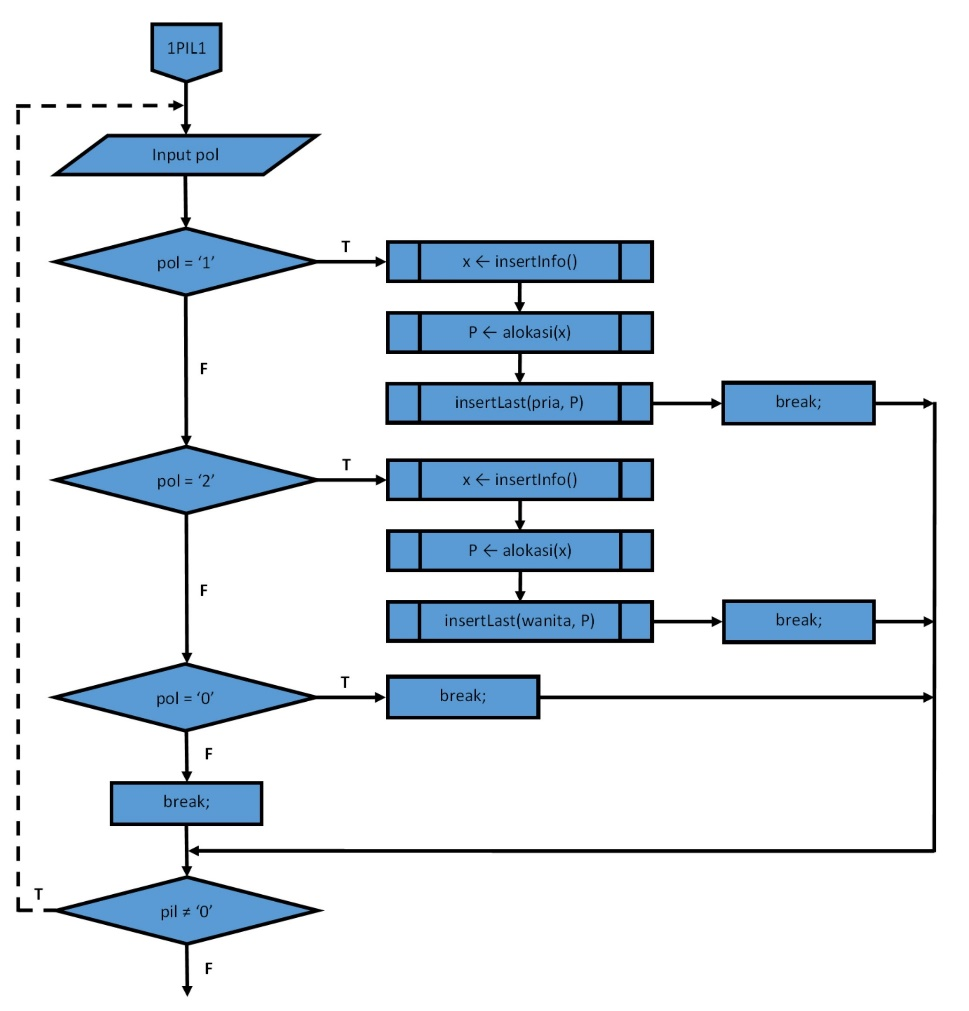 1PIL1
Input pol
pol = ‘1’
T
x ← insertInfo()
P ← alokasi(x)
F
insertLast(pria, P)
break;
pol = ‘2’
T
x ← insertInfo()
P ← alokasi(x)
F
insertLast(wanita, P)
break;
pol = ‘0’
T
break;
F
break;
T
pil ≠ ‘0’
F